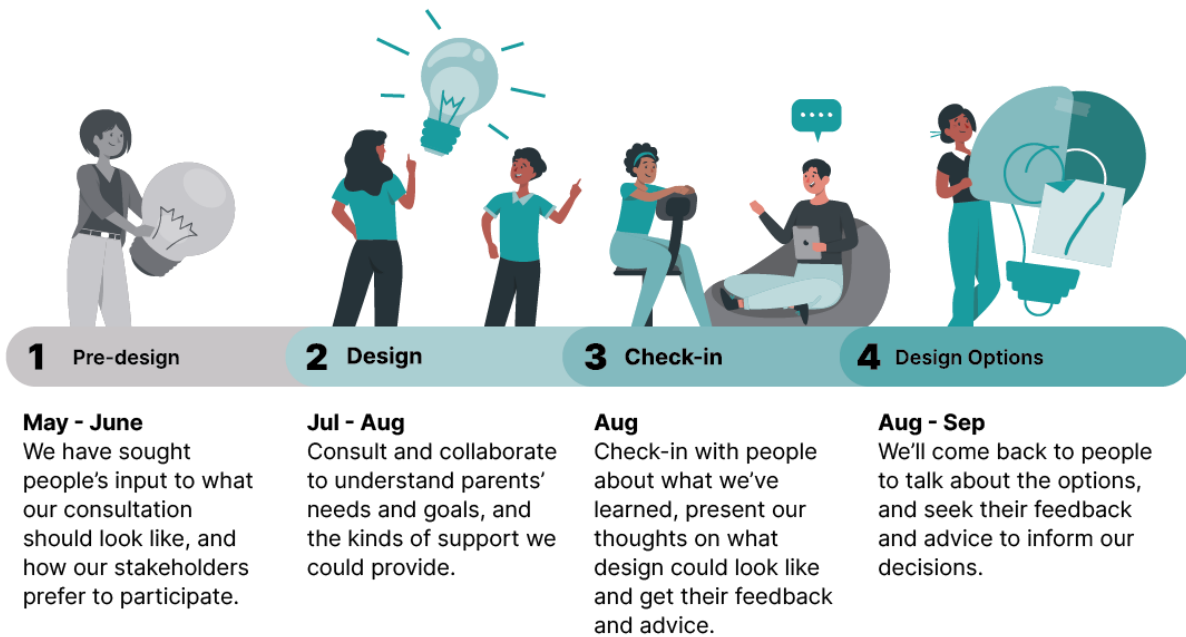 1 Pre-design
2 Design
3 Check-in
4 Design Options
May - June
We have sought
people’s input to what
our consultation
should look like, and
how our stakeholders
prefer to participate.
Jul - Aug
Consult and collaborate
to understand parents’
needs and goals, and
the kinds of support we
could provide.
Aug
Check-in with people
about what we’ve
learned, present our
thoughts on what
design could look like
and get their feedback
and advice.
Aug - Sep
We’ll come back to people
to talk about the options,
and seek their feedback
and advice to inform our
decisions.